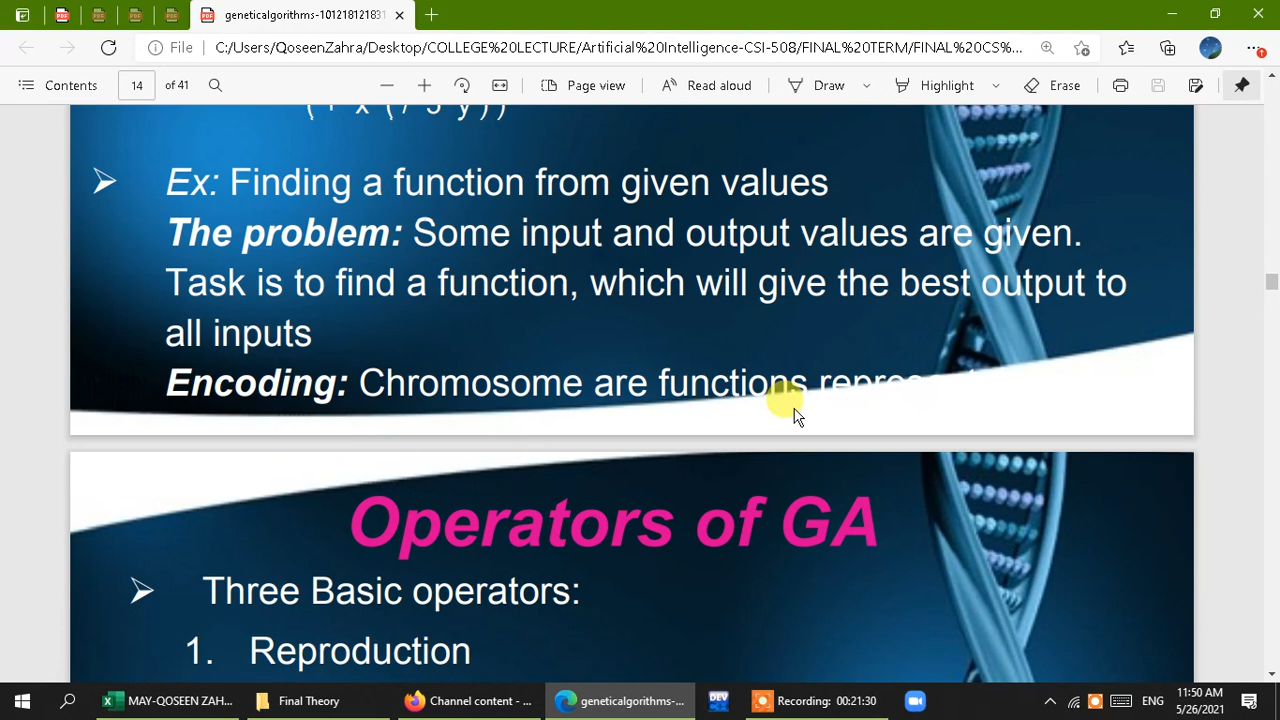 geneticalgorithms-101218121831
File
C:/Users/QoseenZahra/Desktop/COLLEGE%20LECTURE/Artificial%20Intelligence-CSI-508/FINAL%20TERM/FINAL%20CS%...
Contents
14
of 41
Page view
Read aloud
Draw
Highlight
Erase
Ex: Finding a function from given values
The problem: Some input and output values are given.
Task is to find a function, which will give the best output to
all inputs
Encoding: Chromosome are functions
Operators of GA
Three Basic operators:
1. Reproduction
MAY-QOSEEN ZAH...
Final Theory
Channel content - ...
geneticalgorithms-...
DEV
Recording: 00:21:30
ENG
11:50 AM
5/26/2021